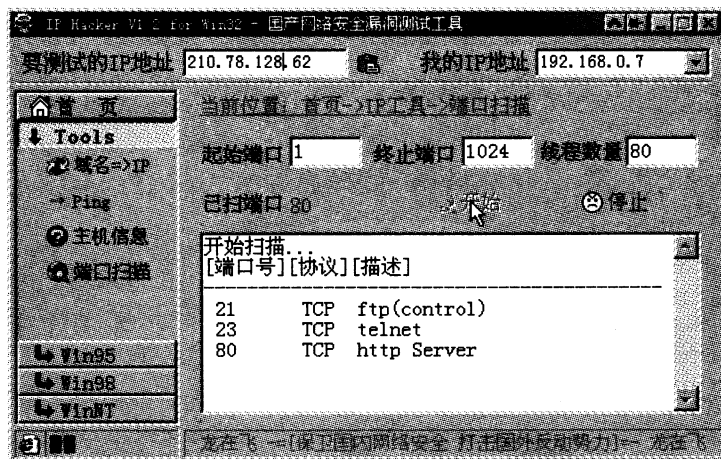 IP Hacker V1.2 for Win32 - 国产网络安全漏洞测试工具
要测试的IP地址 210.78.128.62 我的IP地址 192.168.0.7
首 页 当前位置: 首页->IP工具->端口扫描
Tools
起始端口 1 终止端口 1024 线程数量 80
域名=>IP
→ Ping 已扫端口 80 开始 停止
主机信息
端口扫描
开始扫描...
[端口号][协议][描述]
21 TCP ftp(control)
23 TCP telnet
80 TCP http Server
Win95
Win98
WinNT
龙在飞 --[保卫国内网络安全 打击国外反动势力]-- 龙在飞